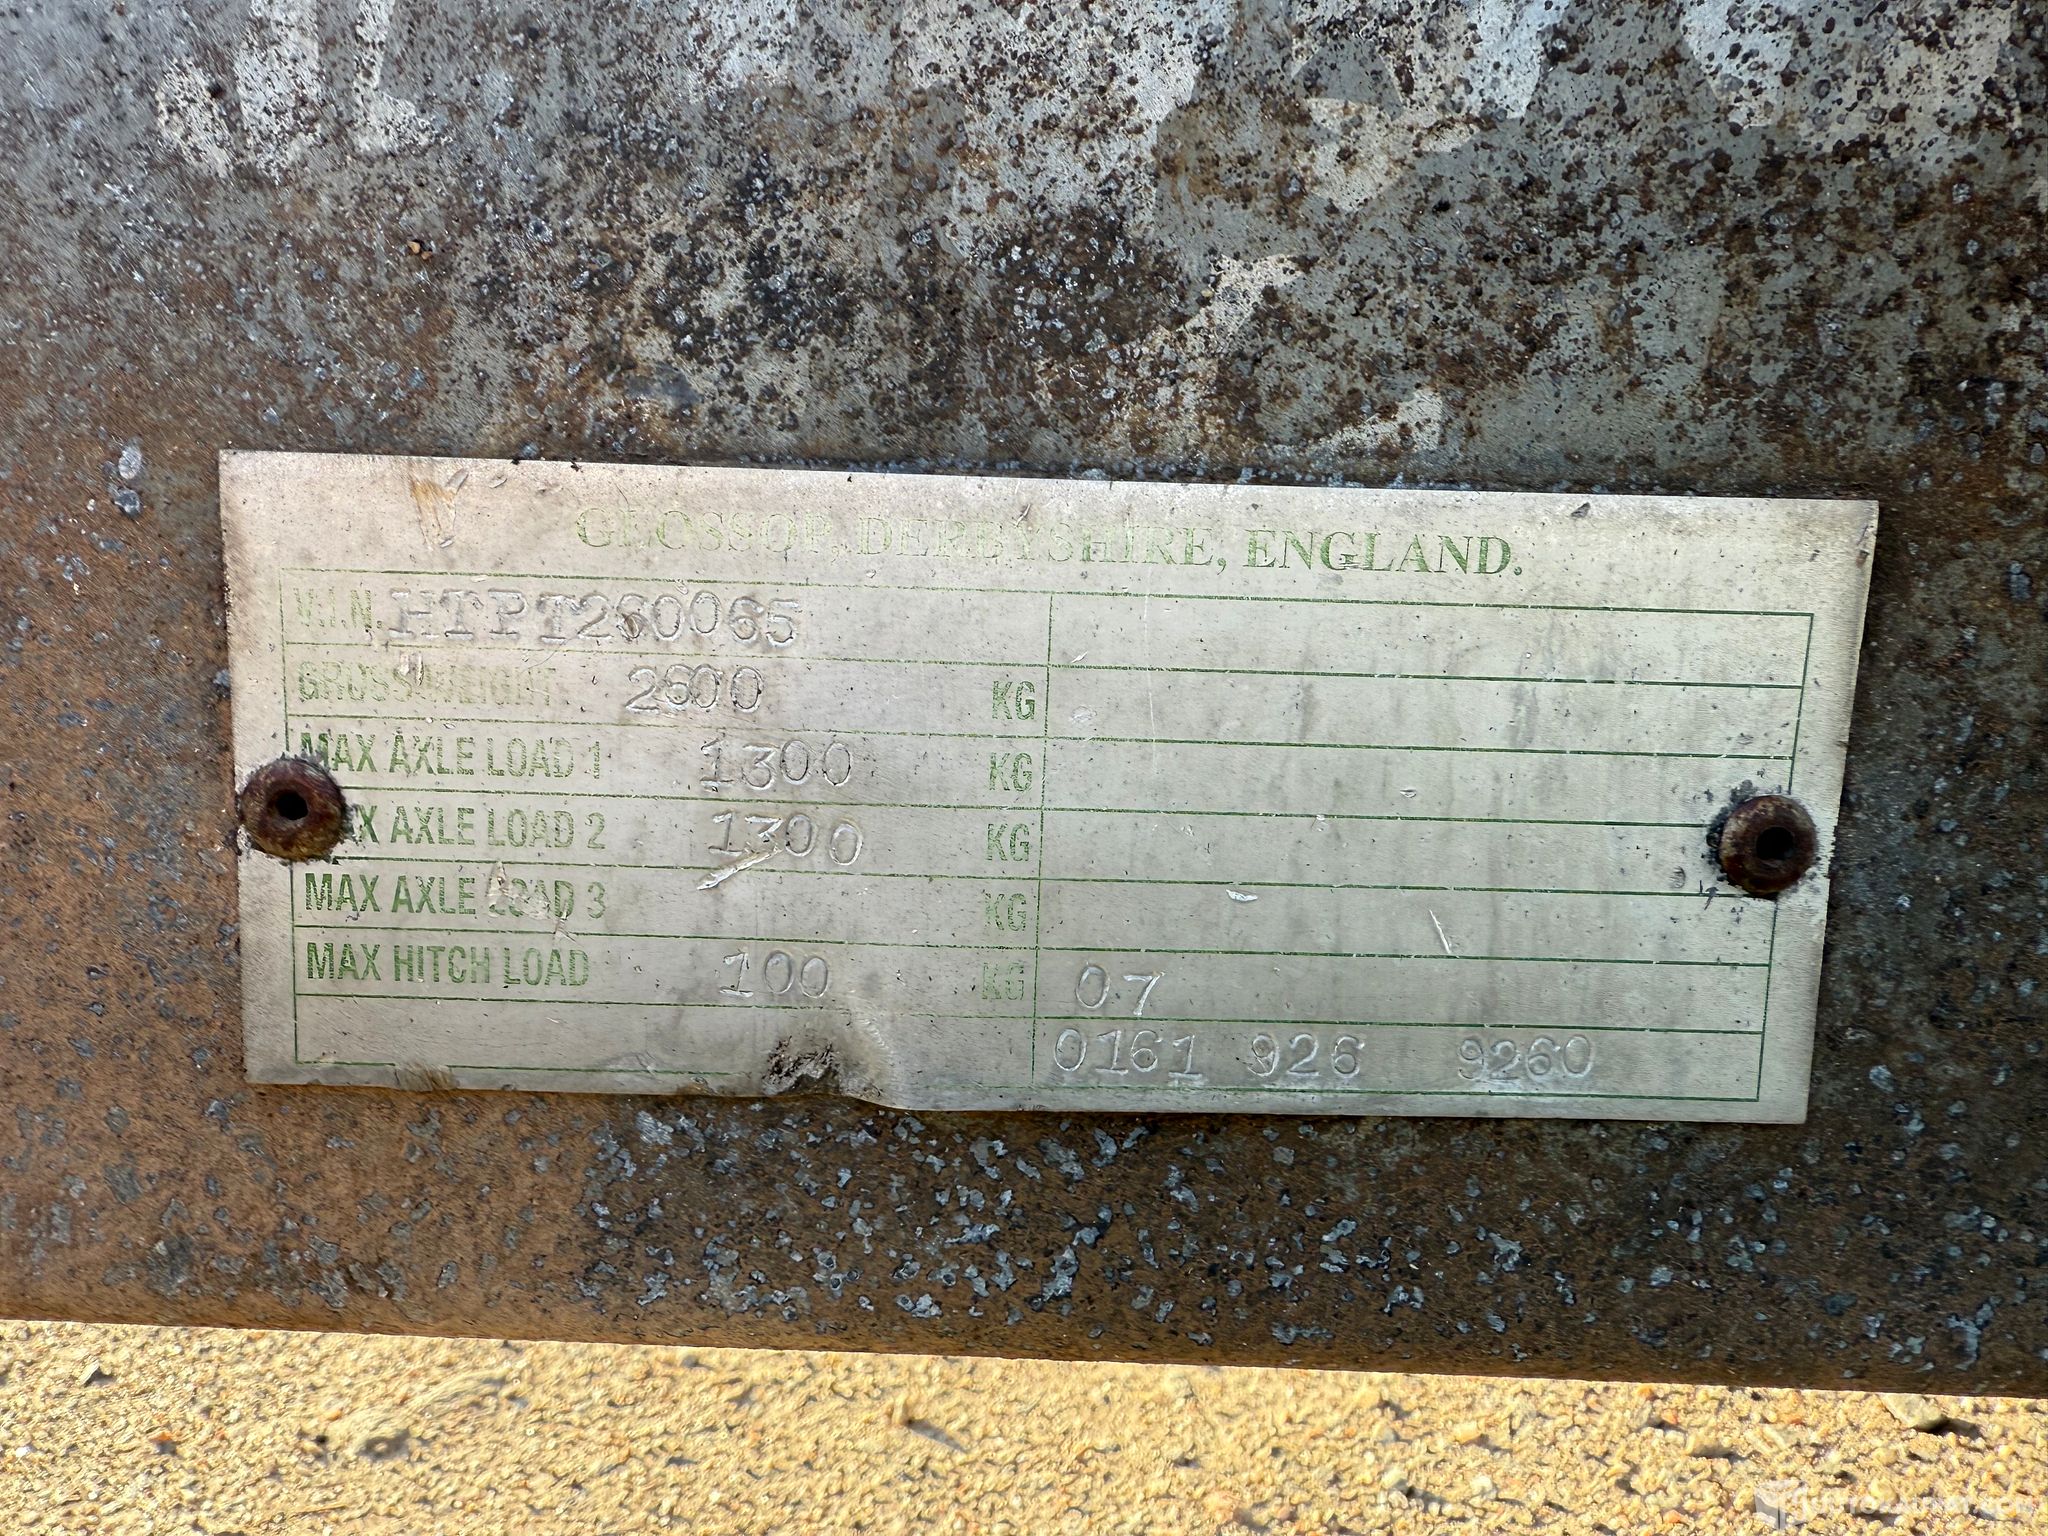 GLOSSOP, DERBYSHIRE, ENGLAND.
V.I.N. HTPT260065
GROSS WEIGHT 2600 KG
MAX AXLE LOAD 1 1300 KG
MAX AXLE LOAD 2 1300 KG
MAX AXLE LOAD 3 KG
MAX HITCH LOAD 100 KG 07
0161 926 9260